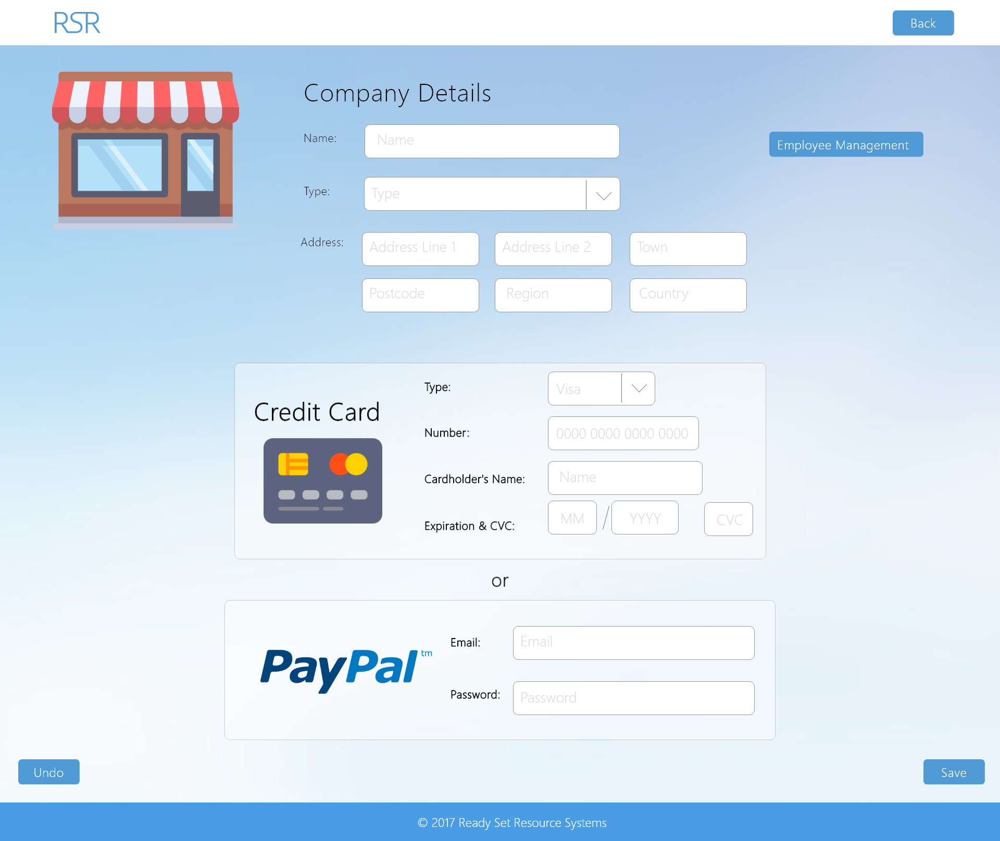 RSR
Back
Company Details
Name:
Name
Employee Management
Type:
Type
Address:
Address Line 1
Address Line 2
Town
Postcode
Region
Country
Credit Card
Type:
Visa
Number:
0000 0000 0000 0000
Cardholder's Name:
Name
Expiration & CVC:
MM / YYYY
CVC
or
PayPal tm
Email:
Email
Password:
Password
Undo
Save
© 2017 Ready Set Resource Systems